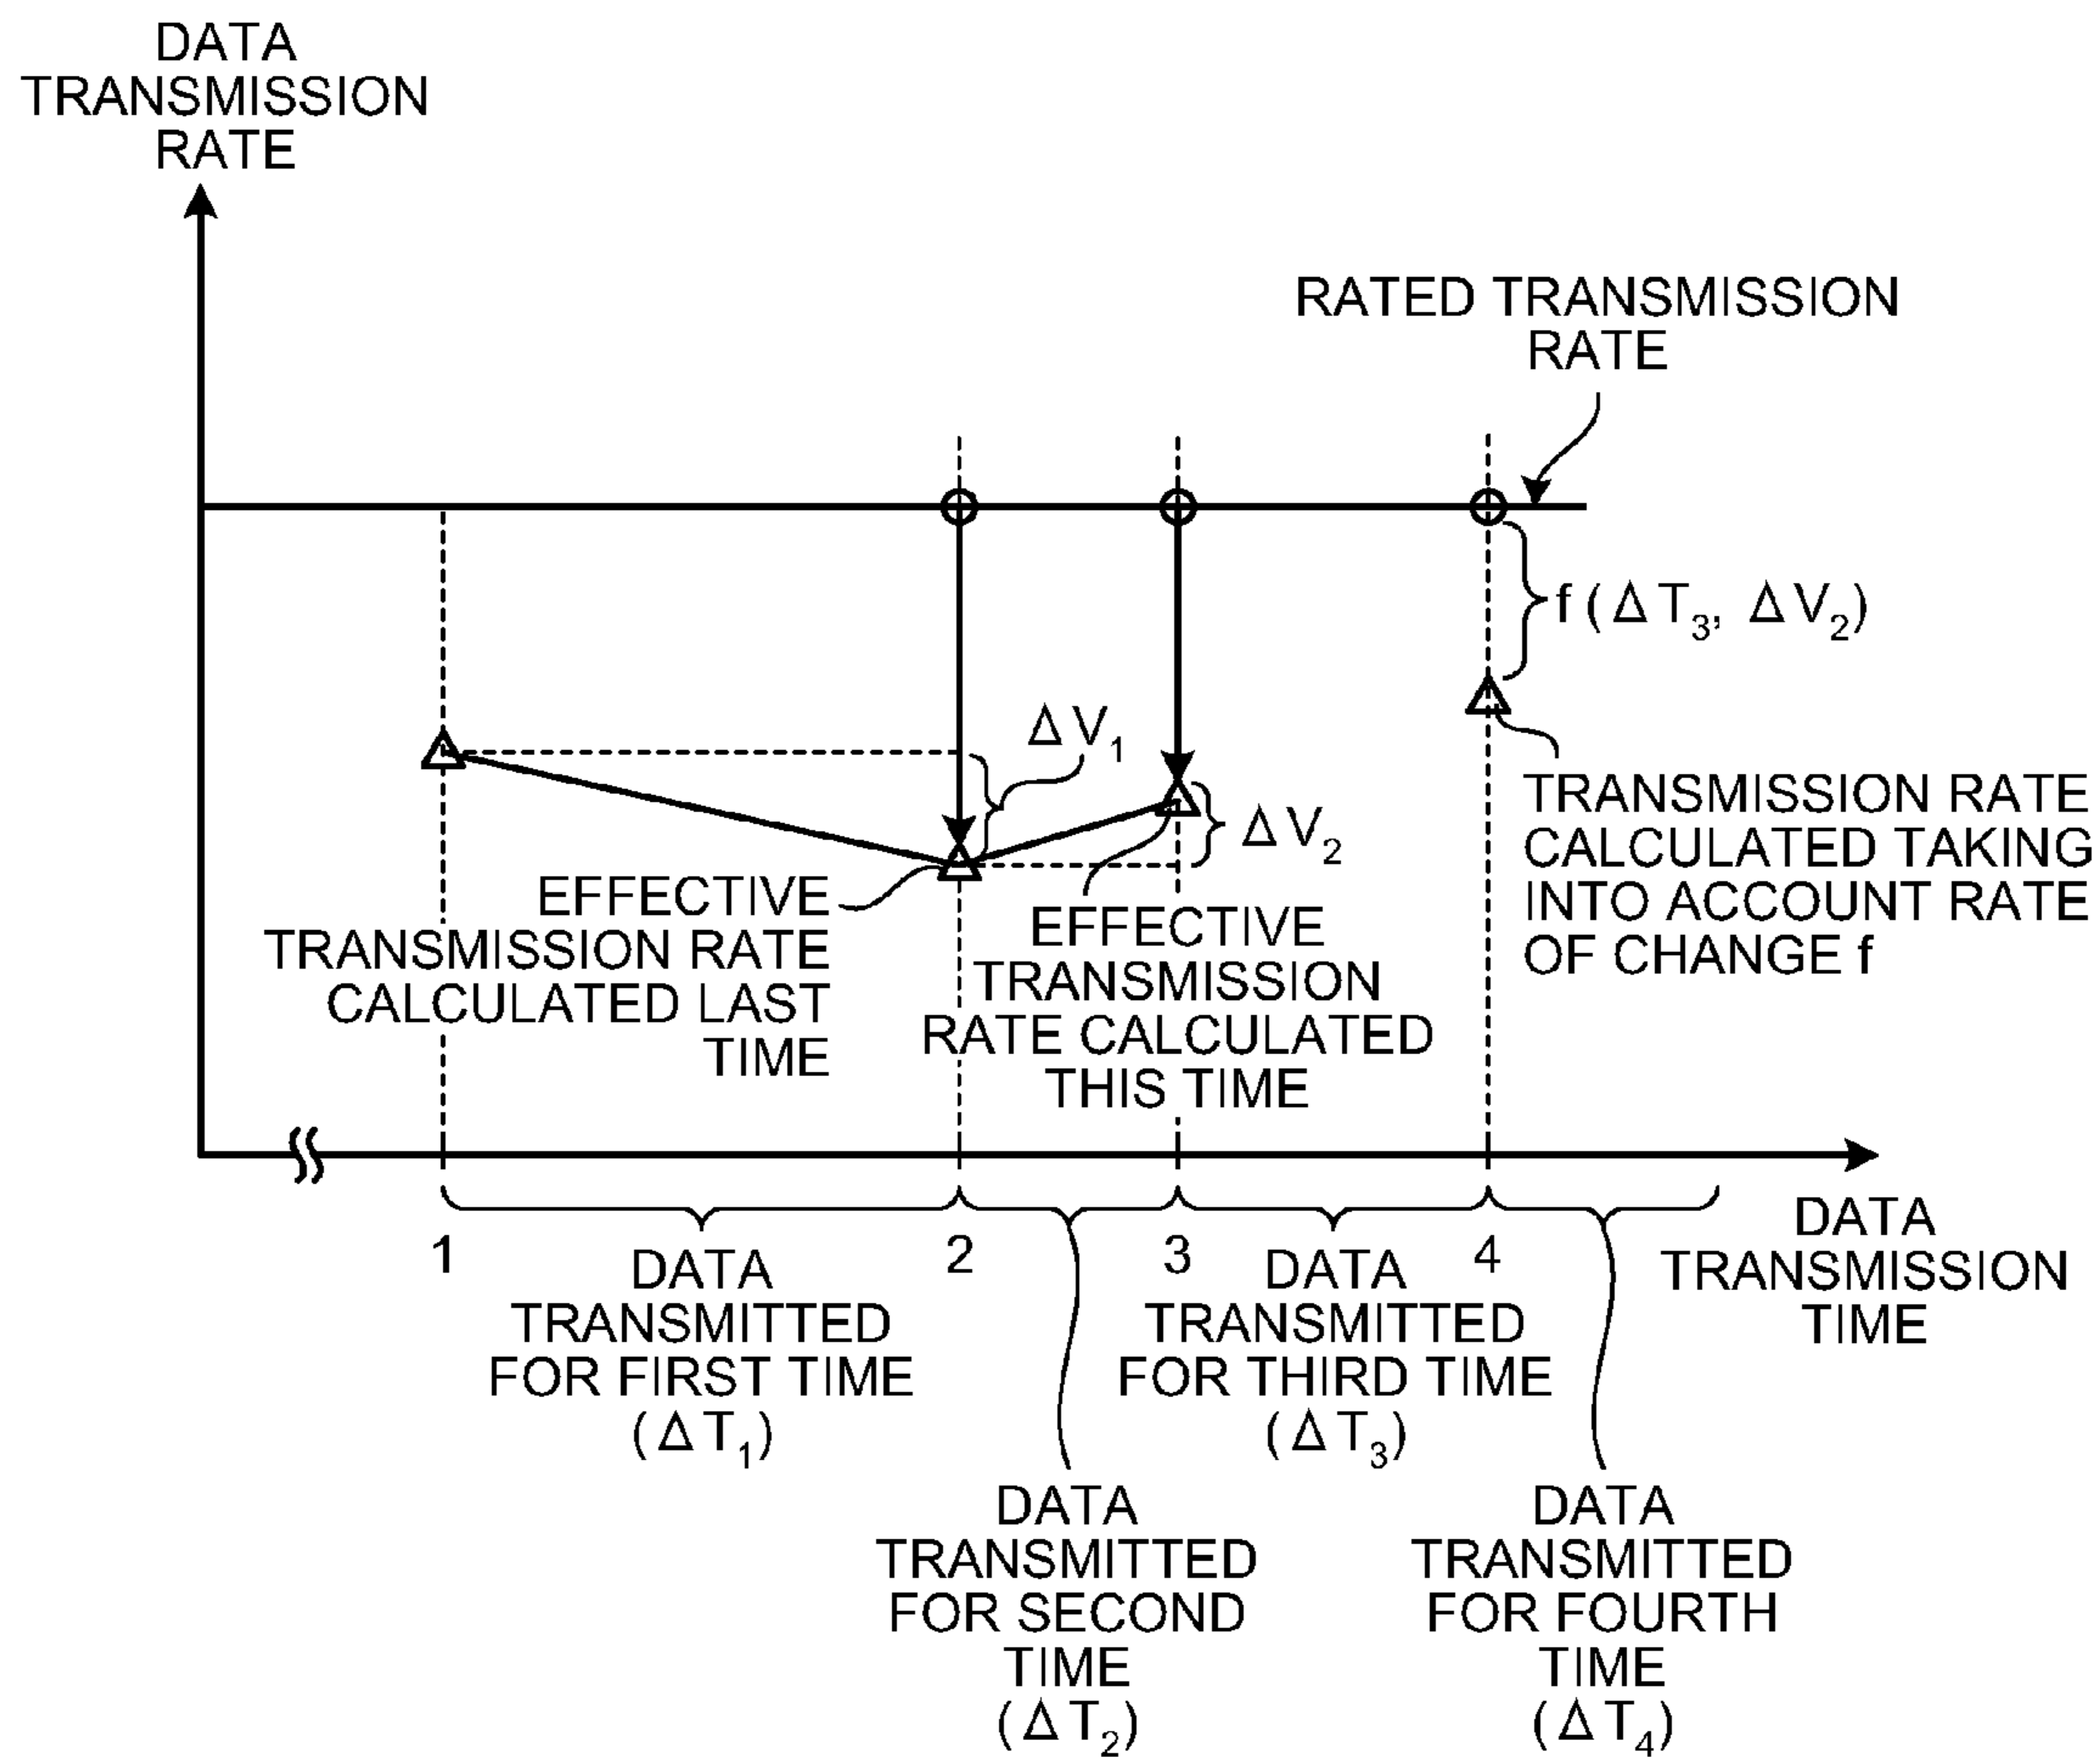 DATA
TRANSMISSION
RATE
RATED TRANSMISSION
RATE
f (ΔT₃, ΔV₂)
ΔV₁
ΔV₂
TRANSMISSION RATE
CALCULATED TAKING
INTO ACCOUNT RATE
OF CHANGE f
EFFECTIVE
TRANSMISSION RATE
CALCULATED LAST
TIME
EFFECTIVE
TRANSMISSION
RATE CALCULATED
THIS TIME
1
2
3
4
DATA
TRANSMISSION
TIME
DATA
TRANSMITTED
FOR FIRST TIME
(ΔT₁)
DATA
TRANSMITTED
FOR THIRD TIME
(ΔT₃)
DATA
TRANSMITTED
FOR SECOND
TIME
(ΔT₂)
DATA
TRANSMITTED
FOR FOURTH
TIME
(ΔT₄)